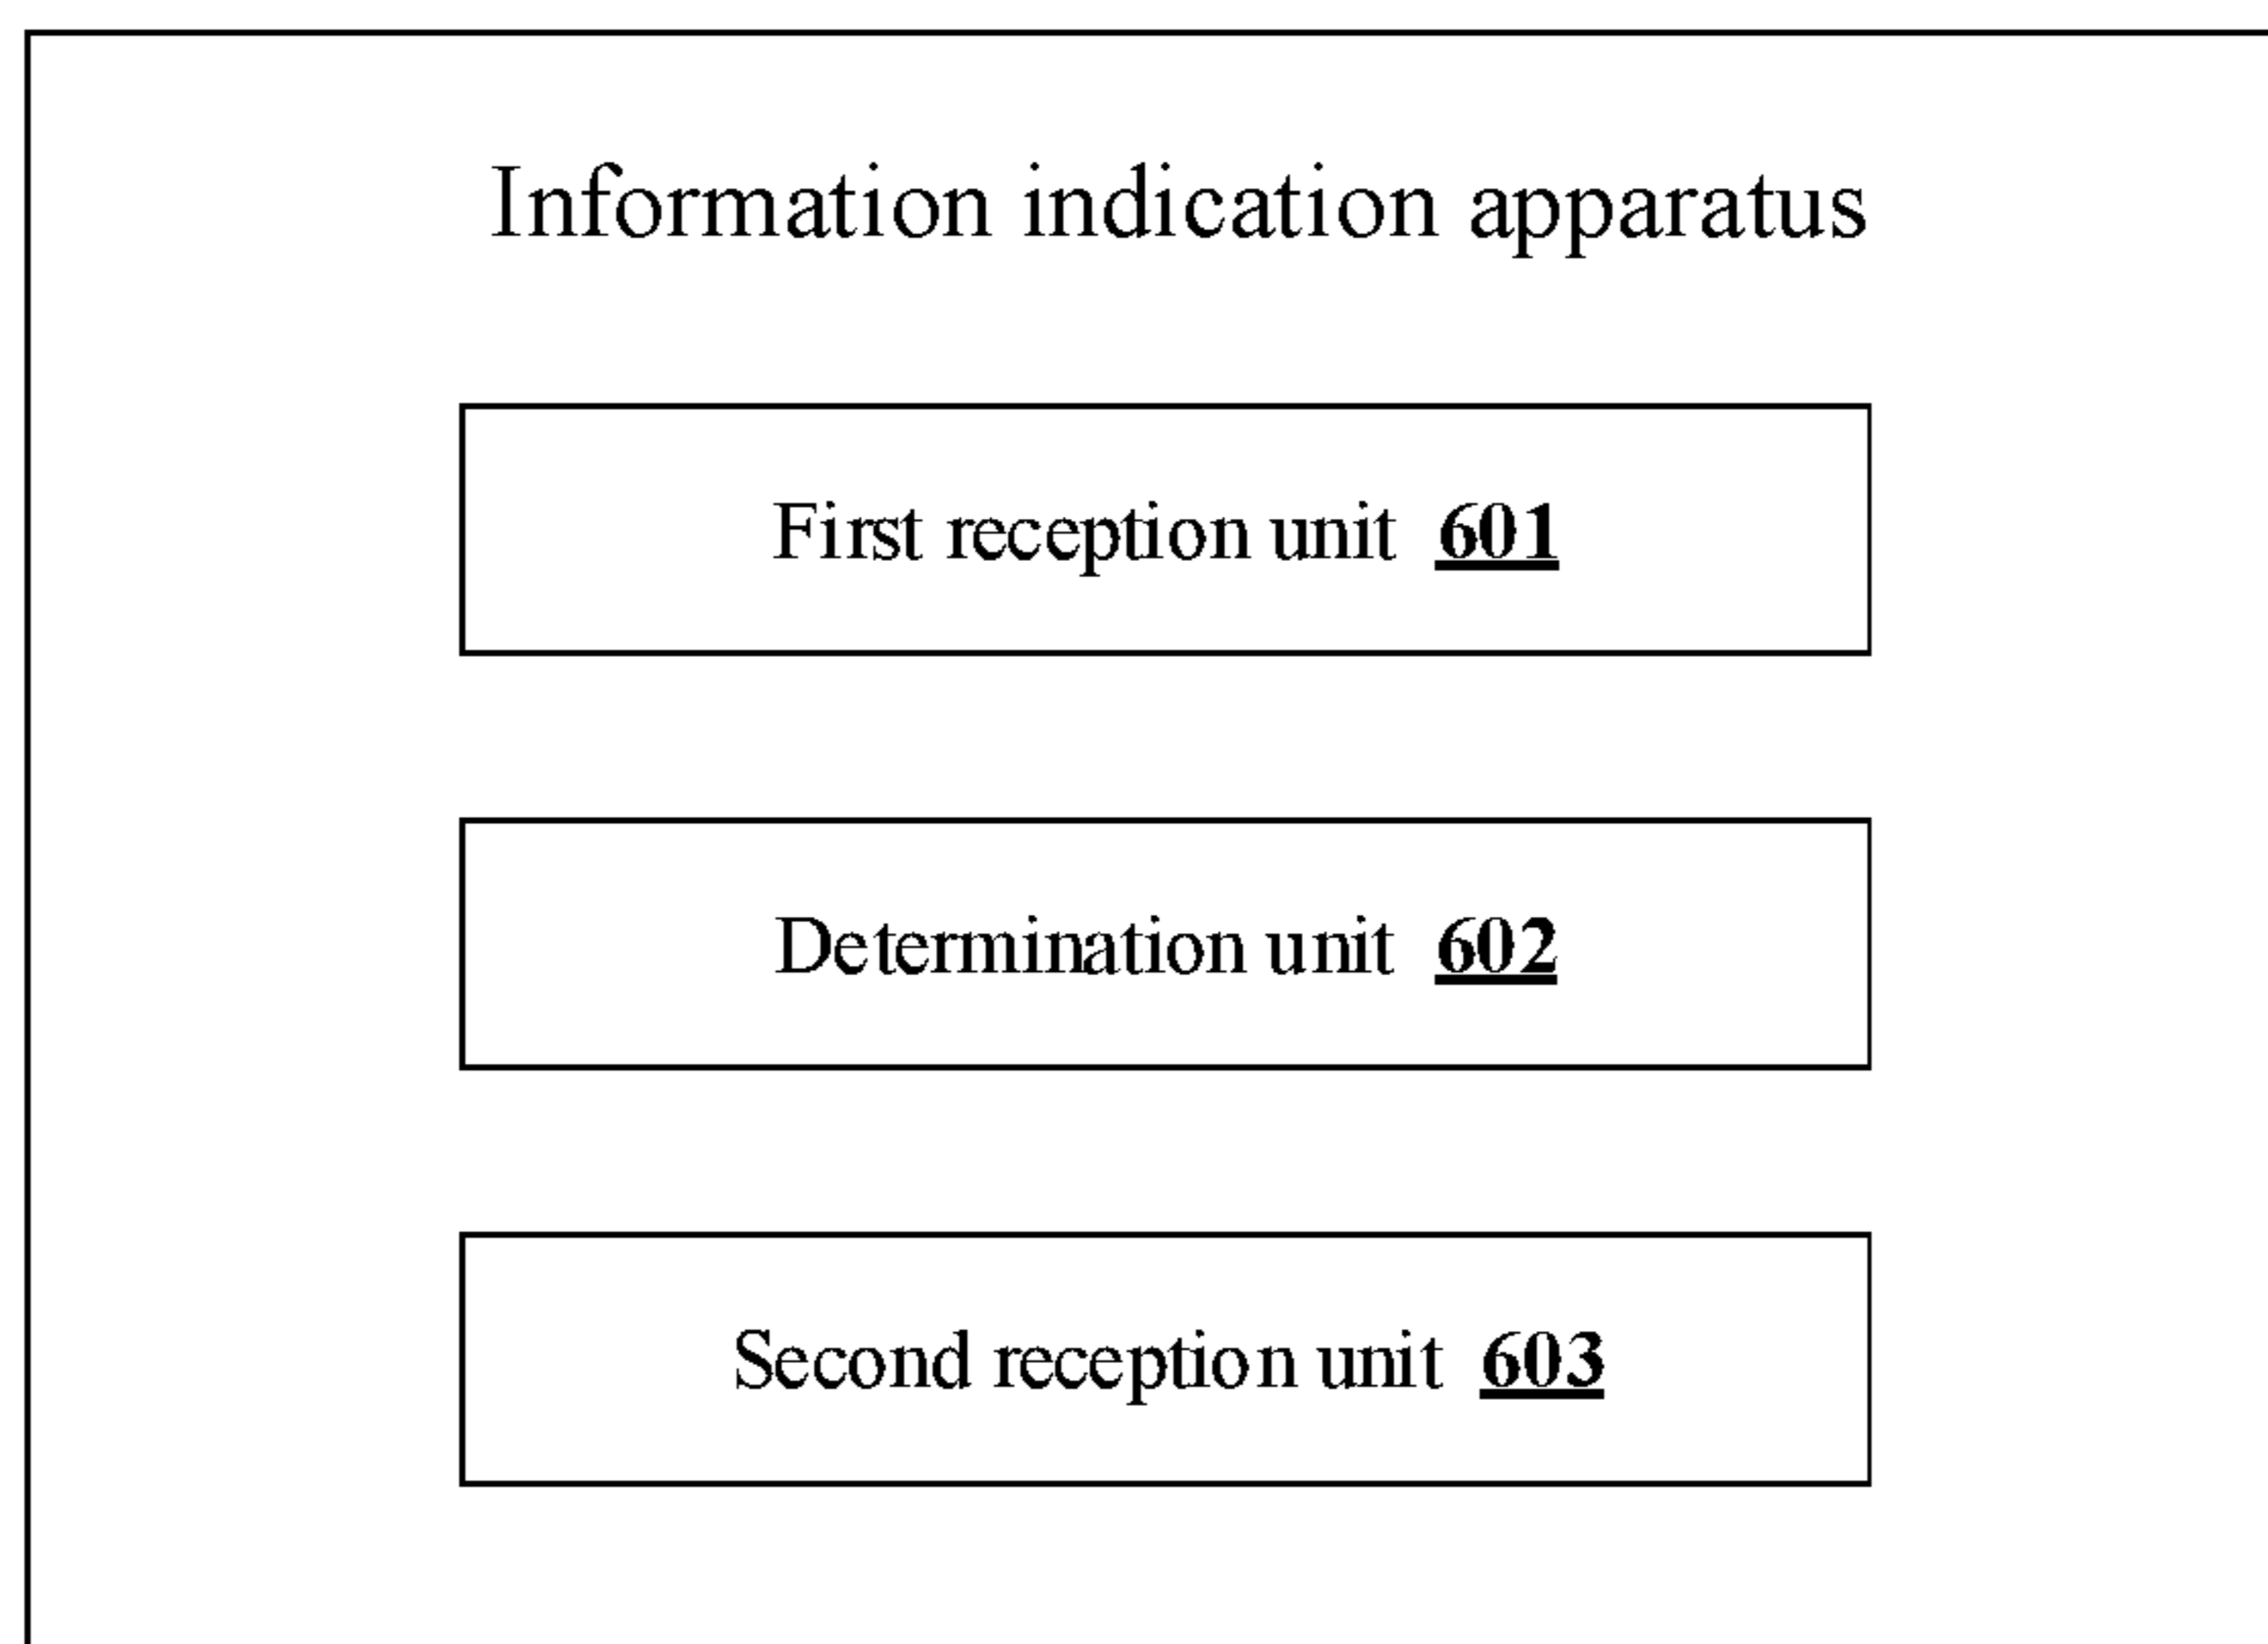 Information indication apparatus
First reception unit 601
Determination unit 602
Second reception unit 603